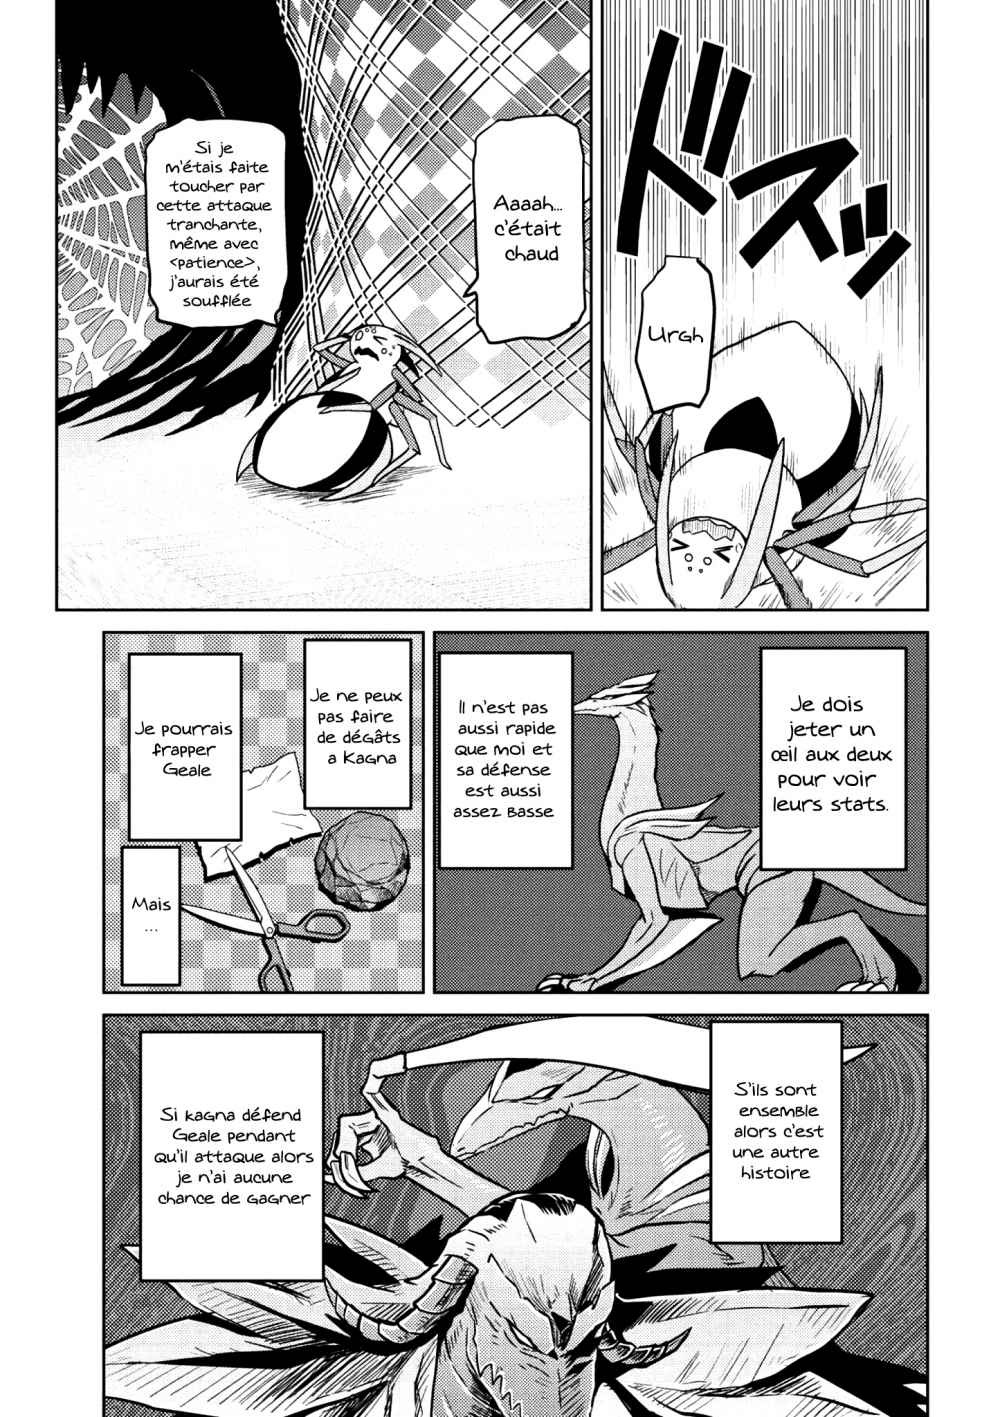 ドスッ
Urgh
Aaaah...
c'était
chaud
Si je
m'étais faite
toucher par
cette attaque
tranchante,
même avec
<patience>,
j'aurais été
soufflée
Je dois
jeter un
œil aux deux
pour voir
leurs stats.
Il n'est pas
aussi rapide
que moi et
sa défense
est aussi
assez basse
Je ne peux
pas faire
de dégâts
a Kagna
Je pourrais
frapper
Geale
Mais
...
S'ils sont
ensemble
alors c'est
une autre
histoire
Si kagna défend
Geale pendant
qu'il attaque alors
je n'ai aucune
chance de gagner